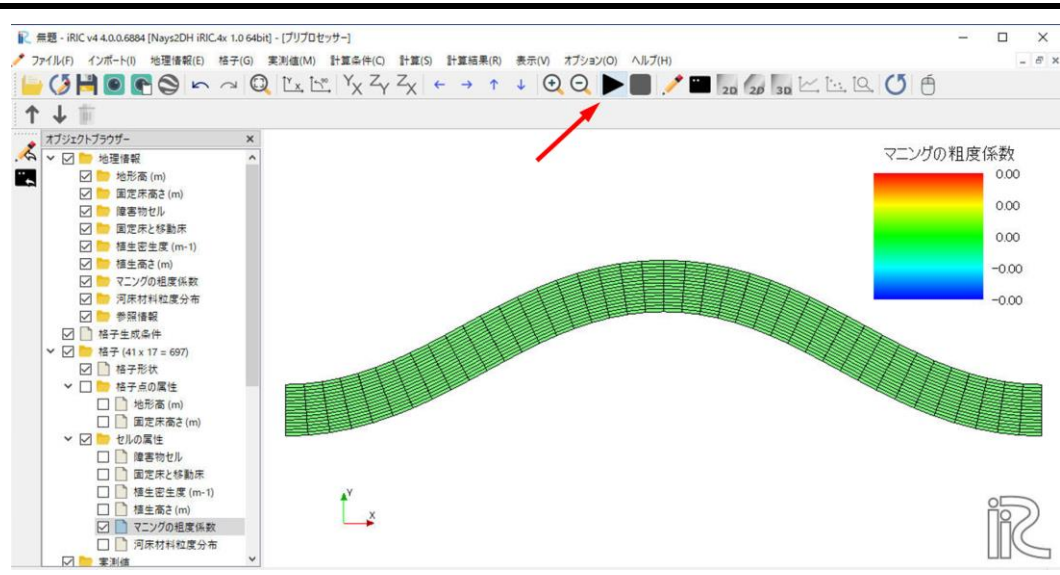 無題 - iRIC v4 4.0.0.6884 [Nays2DH iRIC.4x 1.0 64bit] - [プリプロセッサー]
ファイル(F) インポート(I) 地理情報(E) 格子(G) 実測値(M) 計算条件(C) 計算(S) 計算結果(R) 表示(V) オプション(O) ヘルプ(H)
2D 2D 3D
オブジェクトブラウザー
地理情報
地形高 (m)
固定床高さ (m)
障害物セル
固定床と移動床
植生密生度 (m-1)
植生高さ (m)
マニングの粗度係数
河床材料粒度分布
参照情報
格子生成条件
格子 (41 x 17 = 697)
格子形状
格子点の属性
地形高 (m)
固定床高さ (m)
セルの属性
障害物セル
固定床と移動床
植生密生度 (m-1)
植生高さ (m)
マニングの粗度係数
河床材料粒度分布
実測値
マニングの粗度係数
0.00
0.00
0.00
-0.00
-0.00
Y
X
iRIC